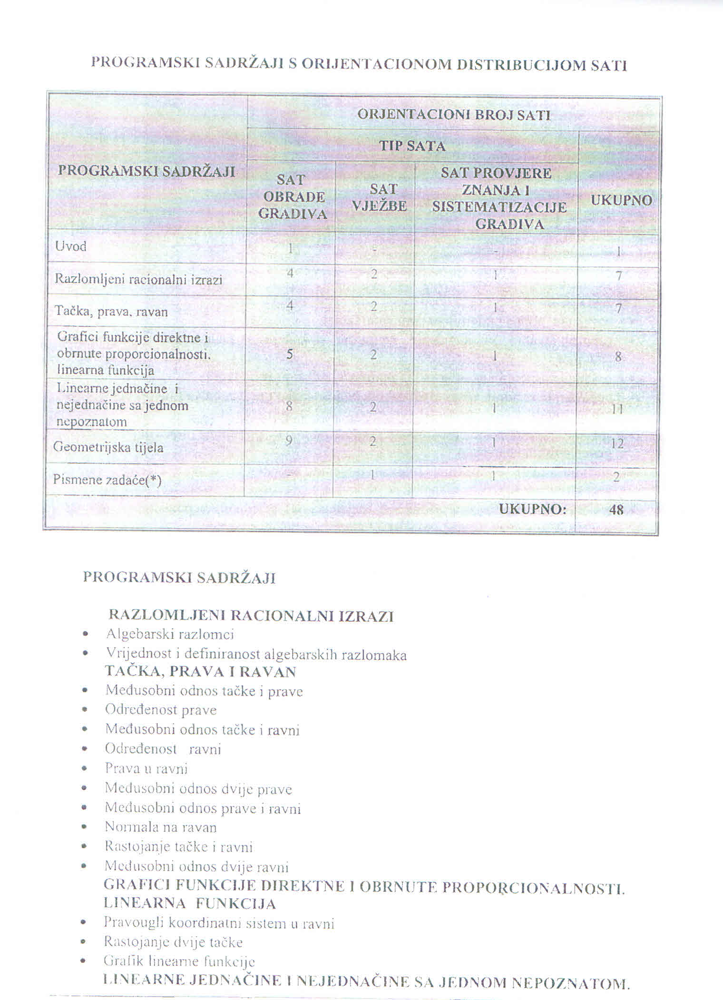 PROGRAMSKI SADRŽAJI S ORIJENTACIONOM DISTRIBUCIJOM SATI
ORJENTACIONI BROJ SATI
TIP SATA
PROGRAMSKI SADRŽAJI
SAT
OBRADE
GRADIVA
SAT
VJEŽBE
SAT PROVJERE
ZNANJA I
SISTEMATIZACIJE
GRADIVA
UKUPNO
Uvod 1 - - 1
Razlomljeni racionalni izrazi 4 2 1 7
Tačka, prava. ravan 4 2 1 7
Grafici funkcije direktne i
obrnute proporcionalnosti.
linearna funkcija
5 2 1 8
Linearne jednačine i
nejednačine sa jednom
nepoznatom
8 2 1 11
Geometrijska tijela 9 2 1 12
Pismene zadaće(*) - 1 1 2
UKUPNO: 48
PROGRAMSKI SADRŽAJI
RAZLOMLJENI RACIONALNI IZRAZI
• Algebarski razlomci
• Vrijednost i definiranost algebarskih razlomaka
TAČKA, PRAVA I RAVAN
• Međusobni odnos tačke i prave
• Određenost prave
• Međusobni odnos tačke i ravni
• Određenost ravni
• Prava u ravni
• Međusobni odnos dvije prave
• Međusobni odnos prave i ravni
• Normala na ravan
• Rastojanje tačke i ravni
• Međusobni odnos dvije ravni
GRAFICI FUNKCIJE DIREKTNE I OBRNUTE PROPORCIONALNOSTI.
LINEARNA FUNKCIJA
• Pravougli koordinatni sistem u ravni
• Rastojanje dvije tačke
• Grafik linearne funkcije
LINEARNE JEDNAČINE I NEJEDNAČINE SA JEDNOM NEPOZNATOM.